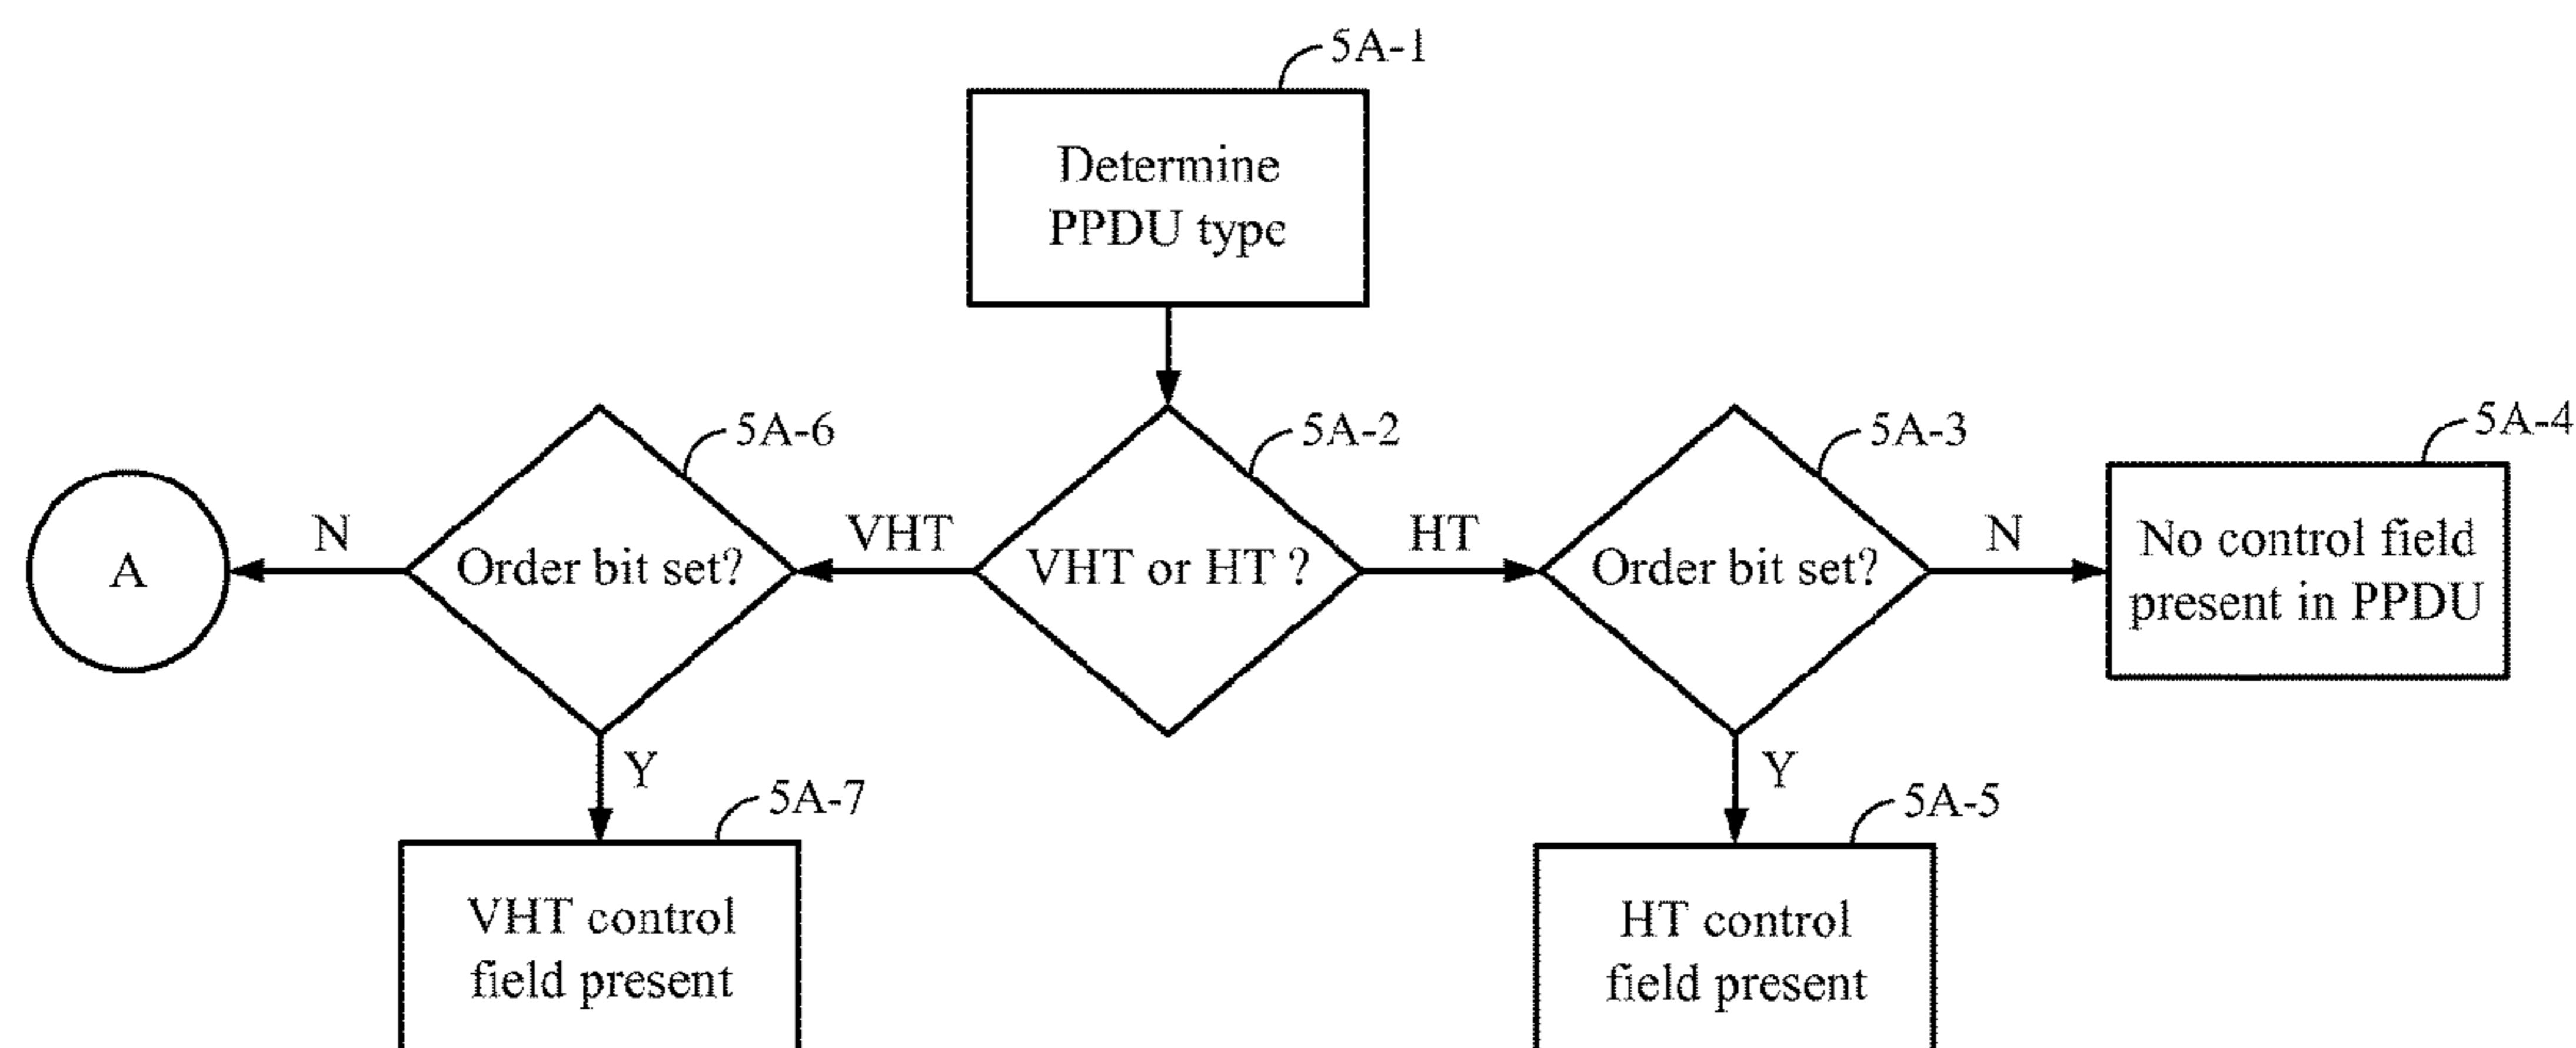 5A-1
Determine
PPDU type
5A-6
5A-2
5A-3
5A-4
A
N
Order bit set?
VHT
VHT or HT ?
HT
Order bit set?
N
No control field
present in PPDU
Y
Y
5A-7
5A-5
VHT control
field present
HT control
field present